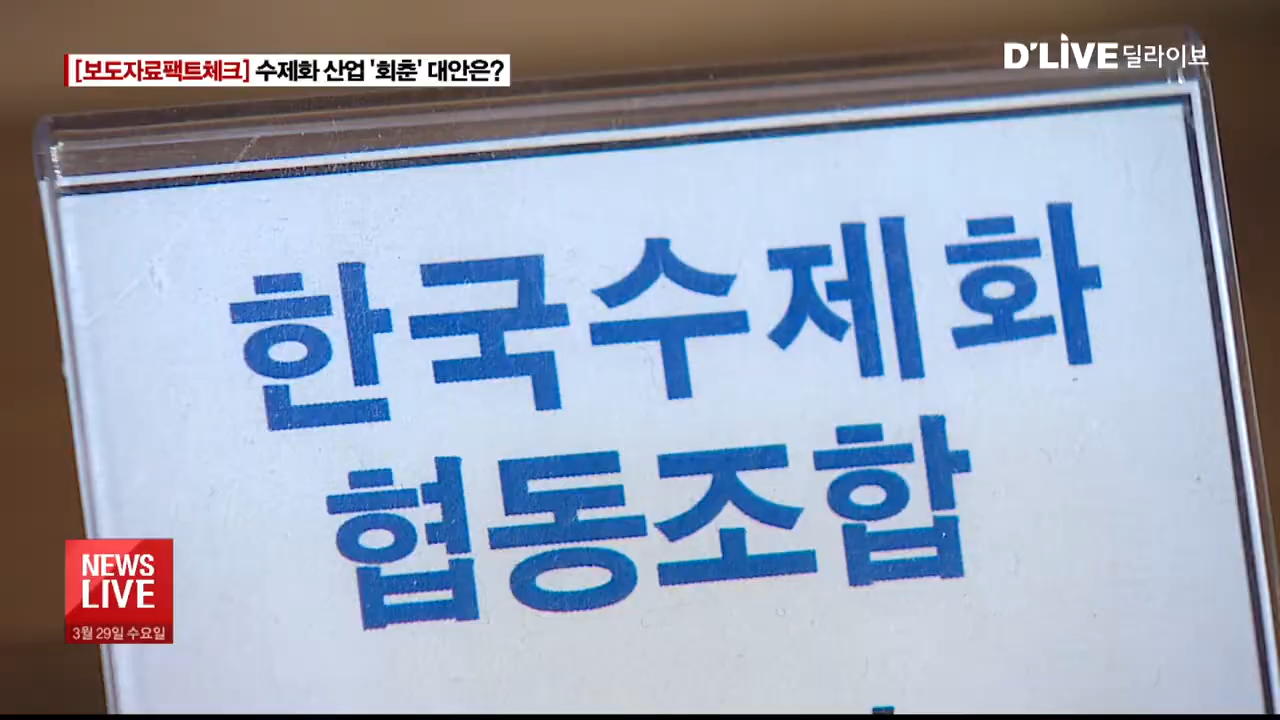 [보도자료팩트체크] 수제화 산업 '회춘' 대안은?
D'LIVE 딜라이브
한국수제화
협동조합
NEWS
LIVE
3월 29일 수요일